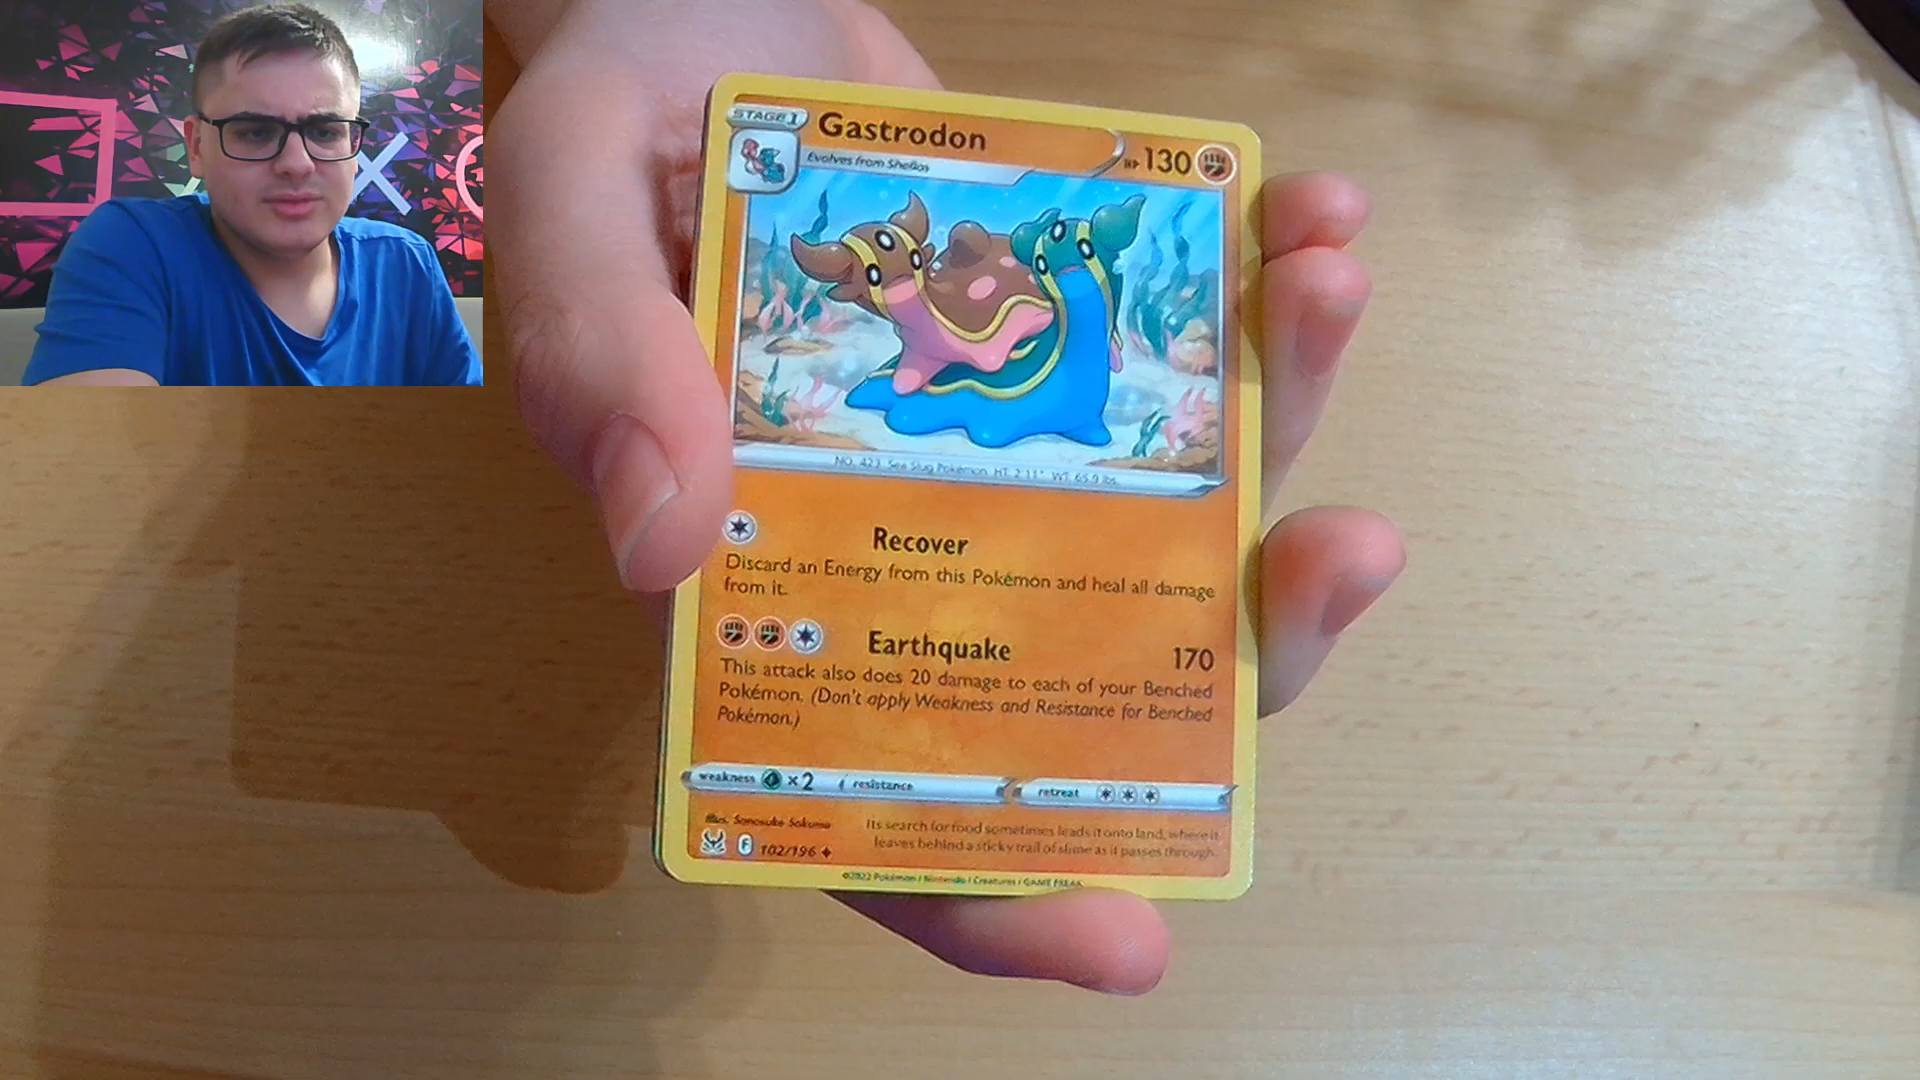 STAGE 1
Gastrodon
HP 130
Evolves from Shellos
NO. 423 Sea Slug Pokémon HT: 2'11" WT: 65.9 lbs.
Recover
Discard an Energy from this Pokémon and heal all damage
from it.
Earthquake 170
This attack also does 20 damage to each of your Benched
Pokémon. (Don't apply Weakness and Resistance for Benched
Pokémon.)
weakness ×2 resistance retreat
Illus. Sanosuke Sakuma
Its search for food sometimes leads it onto land, where it
leaves behind a sticky trail of slime as it passes through.
F 102/196
©2022 Pokémon / Nintendo / Creatures / GAME FREAK